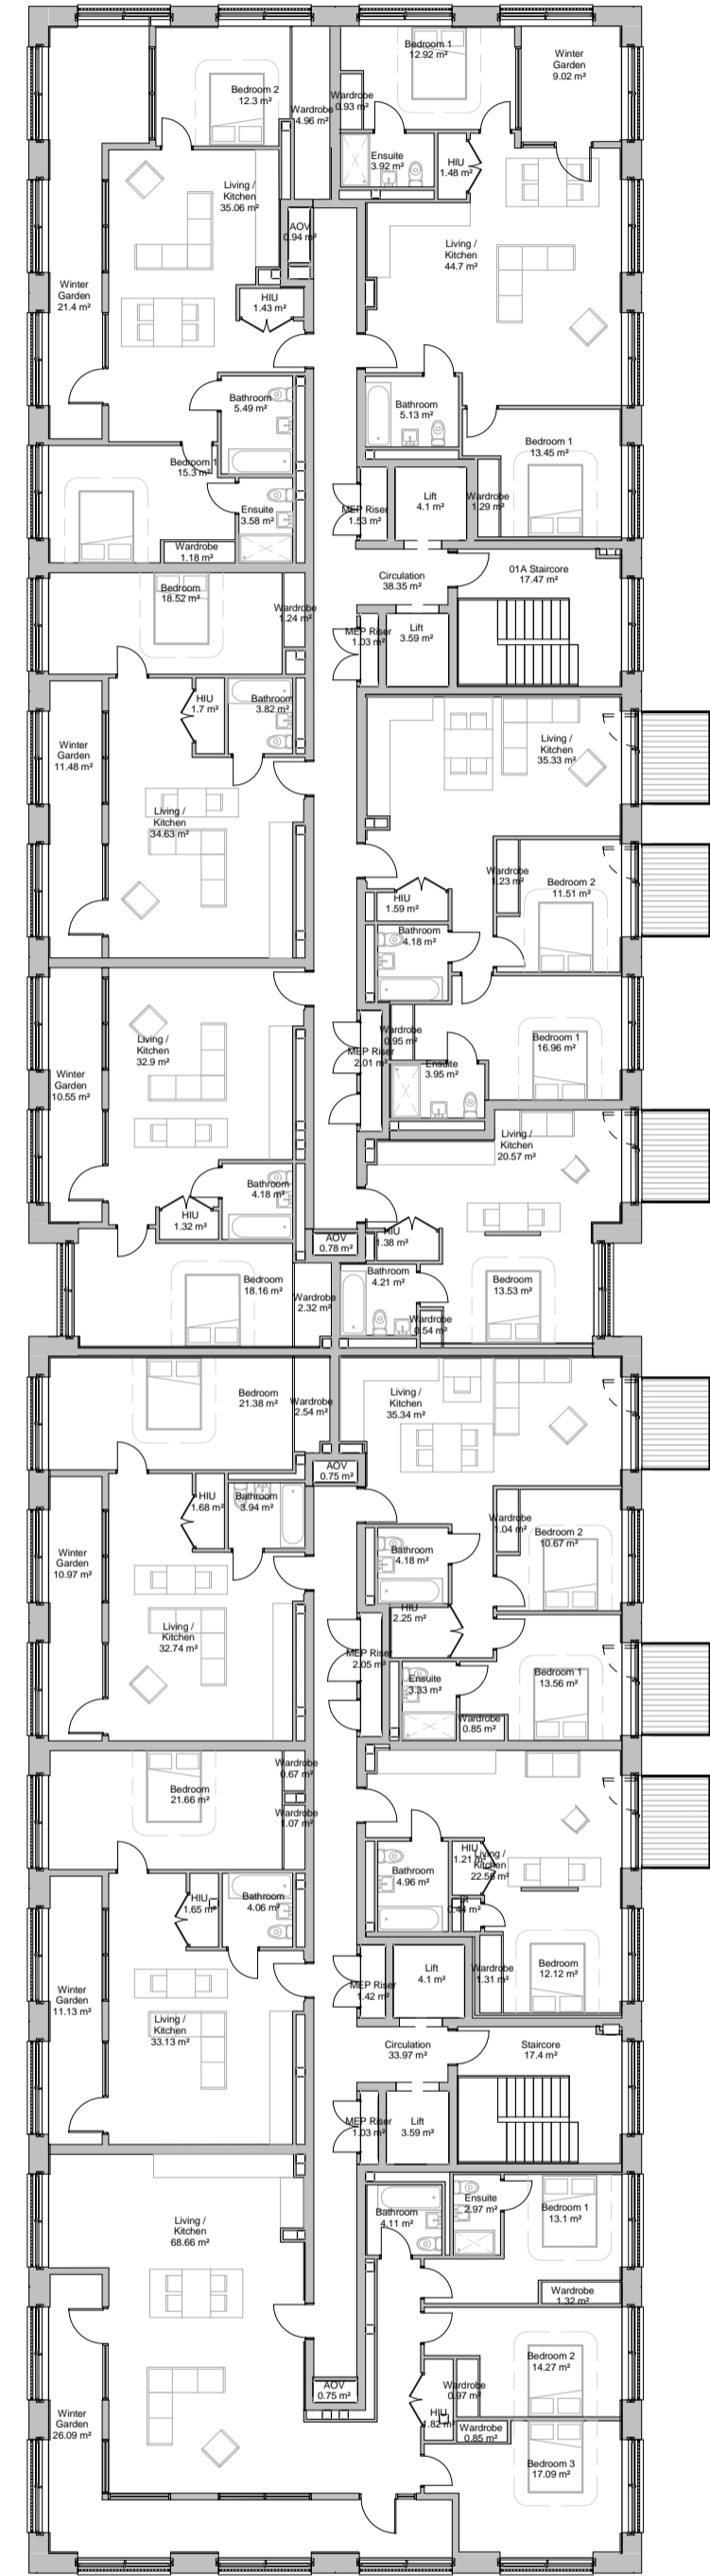 Bedroom 2
12.3 m²
Wardrobe
4.96 m²
Bedroom 1
12.92 m²
Wardrobe
0.93 m²
Winter
Garden
9.02 m²
Ensuite
3.92 m²
HIU
1.48 m²
Living /
Kitchen
35.06 m²
AOV
0.94 m²
Living /
Kitchen
44.7 m²
Winter
Garden
21.4 m²
HIU
1.43 m²
Bathroom
5.49 m²
Bathroom
5.13 m²
Bedroom 1
15.3 m²
Bedroom 1
13.45 m²
Ensuite
3.58 m²
MEP Riser
1.53 m²
Lift
4.1 m²
Wardrobe
1.29 m²
Wardrobe
1.18 m²
Bedroom
18.52 m²
Wardrobe
1.24 m²
Circulation
38.35 m²
01A Staircore
17.47 m²
MEP Riser
1.03 m²
Lift
3.59 m²
HIU
1.7 m²
Bathroom
3.82 m²
Winter
Garden
11.48 m²
Living /
Kitchen
35.33 m²
Living /
Kitchen
34.63 m²
Wardrobe
1.23 m²
Bedroom 2
11.51 m²
HIU
1.59 m²
Bathroom
4.18 m²
Living /
Kitchen
32.9 m²
Winter
Garden
10.55 m²
Wardrobe
0.95 m²
MEP Riser
2.01 m²
Bedroom 1
16.96 m²
Ensuite
3.95 m²
Living /
Kitchen
20.57 m²
Bathroom
4.18 m²
HIU
1.32 m²
AOV
0.78 m²
HIU
1.38 m²
Bedroom
18.16 m²
Wardrobe
2.32 m²
Bathroom
4.21 m²
Bedroom
13.53 m²
Wardrobe
0.54 m²
Bedroom
21.38 m²
Wardrobe
2.54 m²
Living /
Kitchen
35.34 m²
AOV
0.75 m²
HIU
1.68 m²
Bathroom
3.94 m²
Wardrobe
1.04 m²
Bedroom 2
10.67 m²
Winter
Garden
10.97 m²
Bathroom
4.18 m²
HIU
2.25 m²
Living /
Kitchen
32.74 m²
MEP Riser
2.05 m²
Ensuite
3.33 m²
Bedroom 1
13.56 m²
Wardrobe
0.85 m²
Bedroom
21.66 m²
Wardrobe
0.67 m²
Wardrobe
1.07 m²
HIU
1.21 m²
Living /
Kitchen
22.56 m²
Bathroom
4.96 m²
HIU
1.65 m²
Bathroom
4.06 m²
St
0.44 m²
Winter
Garden
11.13 m²
MEP Riser
1.42 m²
Lift
4.1 m²
Wardrobe
1.31 m²
Bedroom
12.12 m²
Living /
Kitchen
33.13 m²
Circulation
33.97 m²
Staircore
17.4 m²
MEP Riser
1.03 m²
Lift
3.59 m²
Living /
Kitchen
68.66 m²
Bathroom
4.11 m²
Ensuite
2.97 m²
Bedroom 1
13.1 m²
Wardrobe
1.32 m²
Bedroom 2
14.27 m²
AOV
0.75 m²
Wardrobe
0.97 m²
HIU
1.82 m²
Winter
Garden
26.09 m²
Wardrobe
0.85 m²
Bedroom 3
17.09 m²